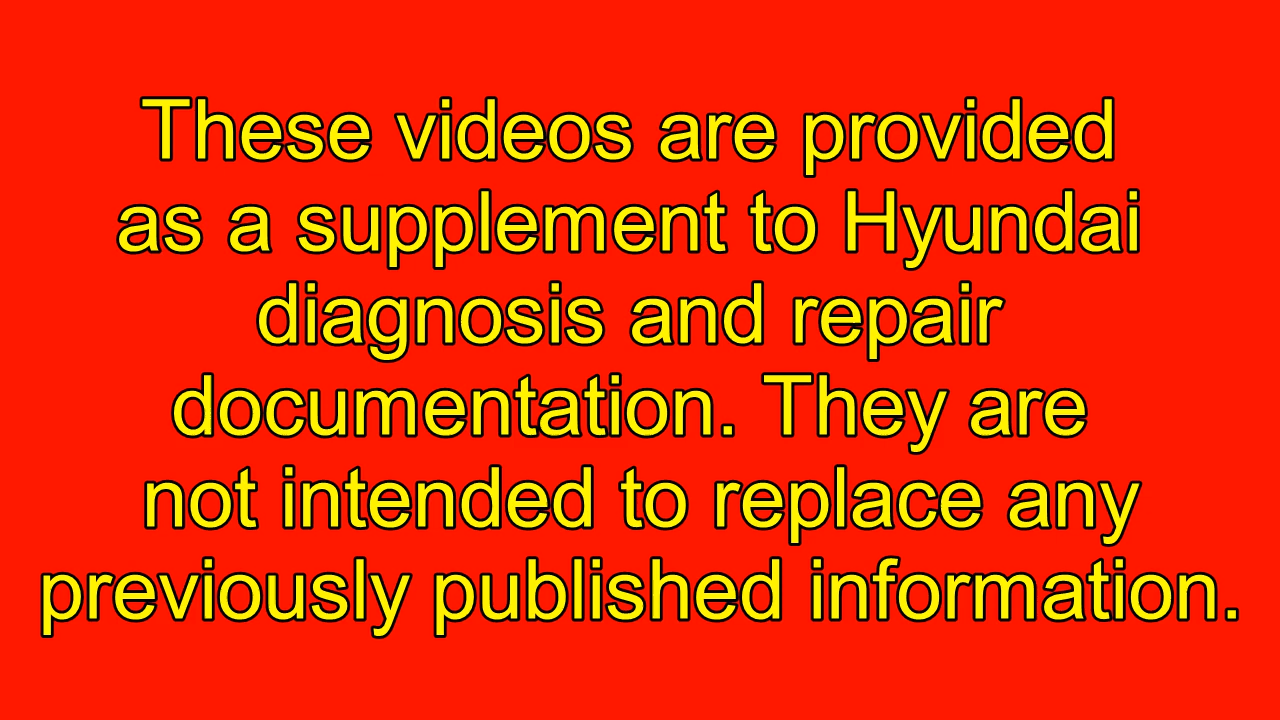 These videos are provided
as a supplement to Hyundai
diagnosis and repair
documentation. They are
not intended to replace any
previously published information.